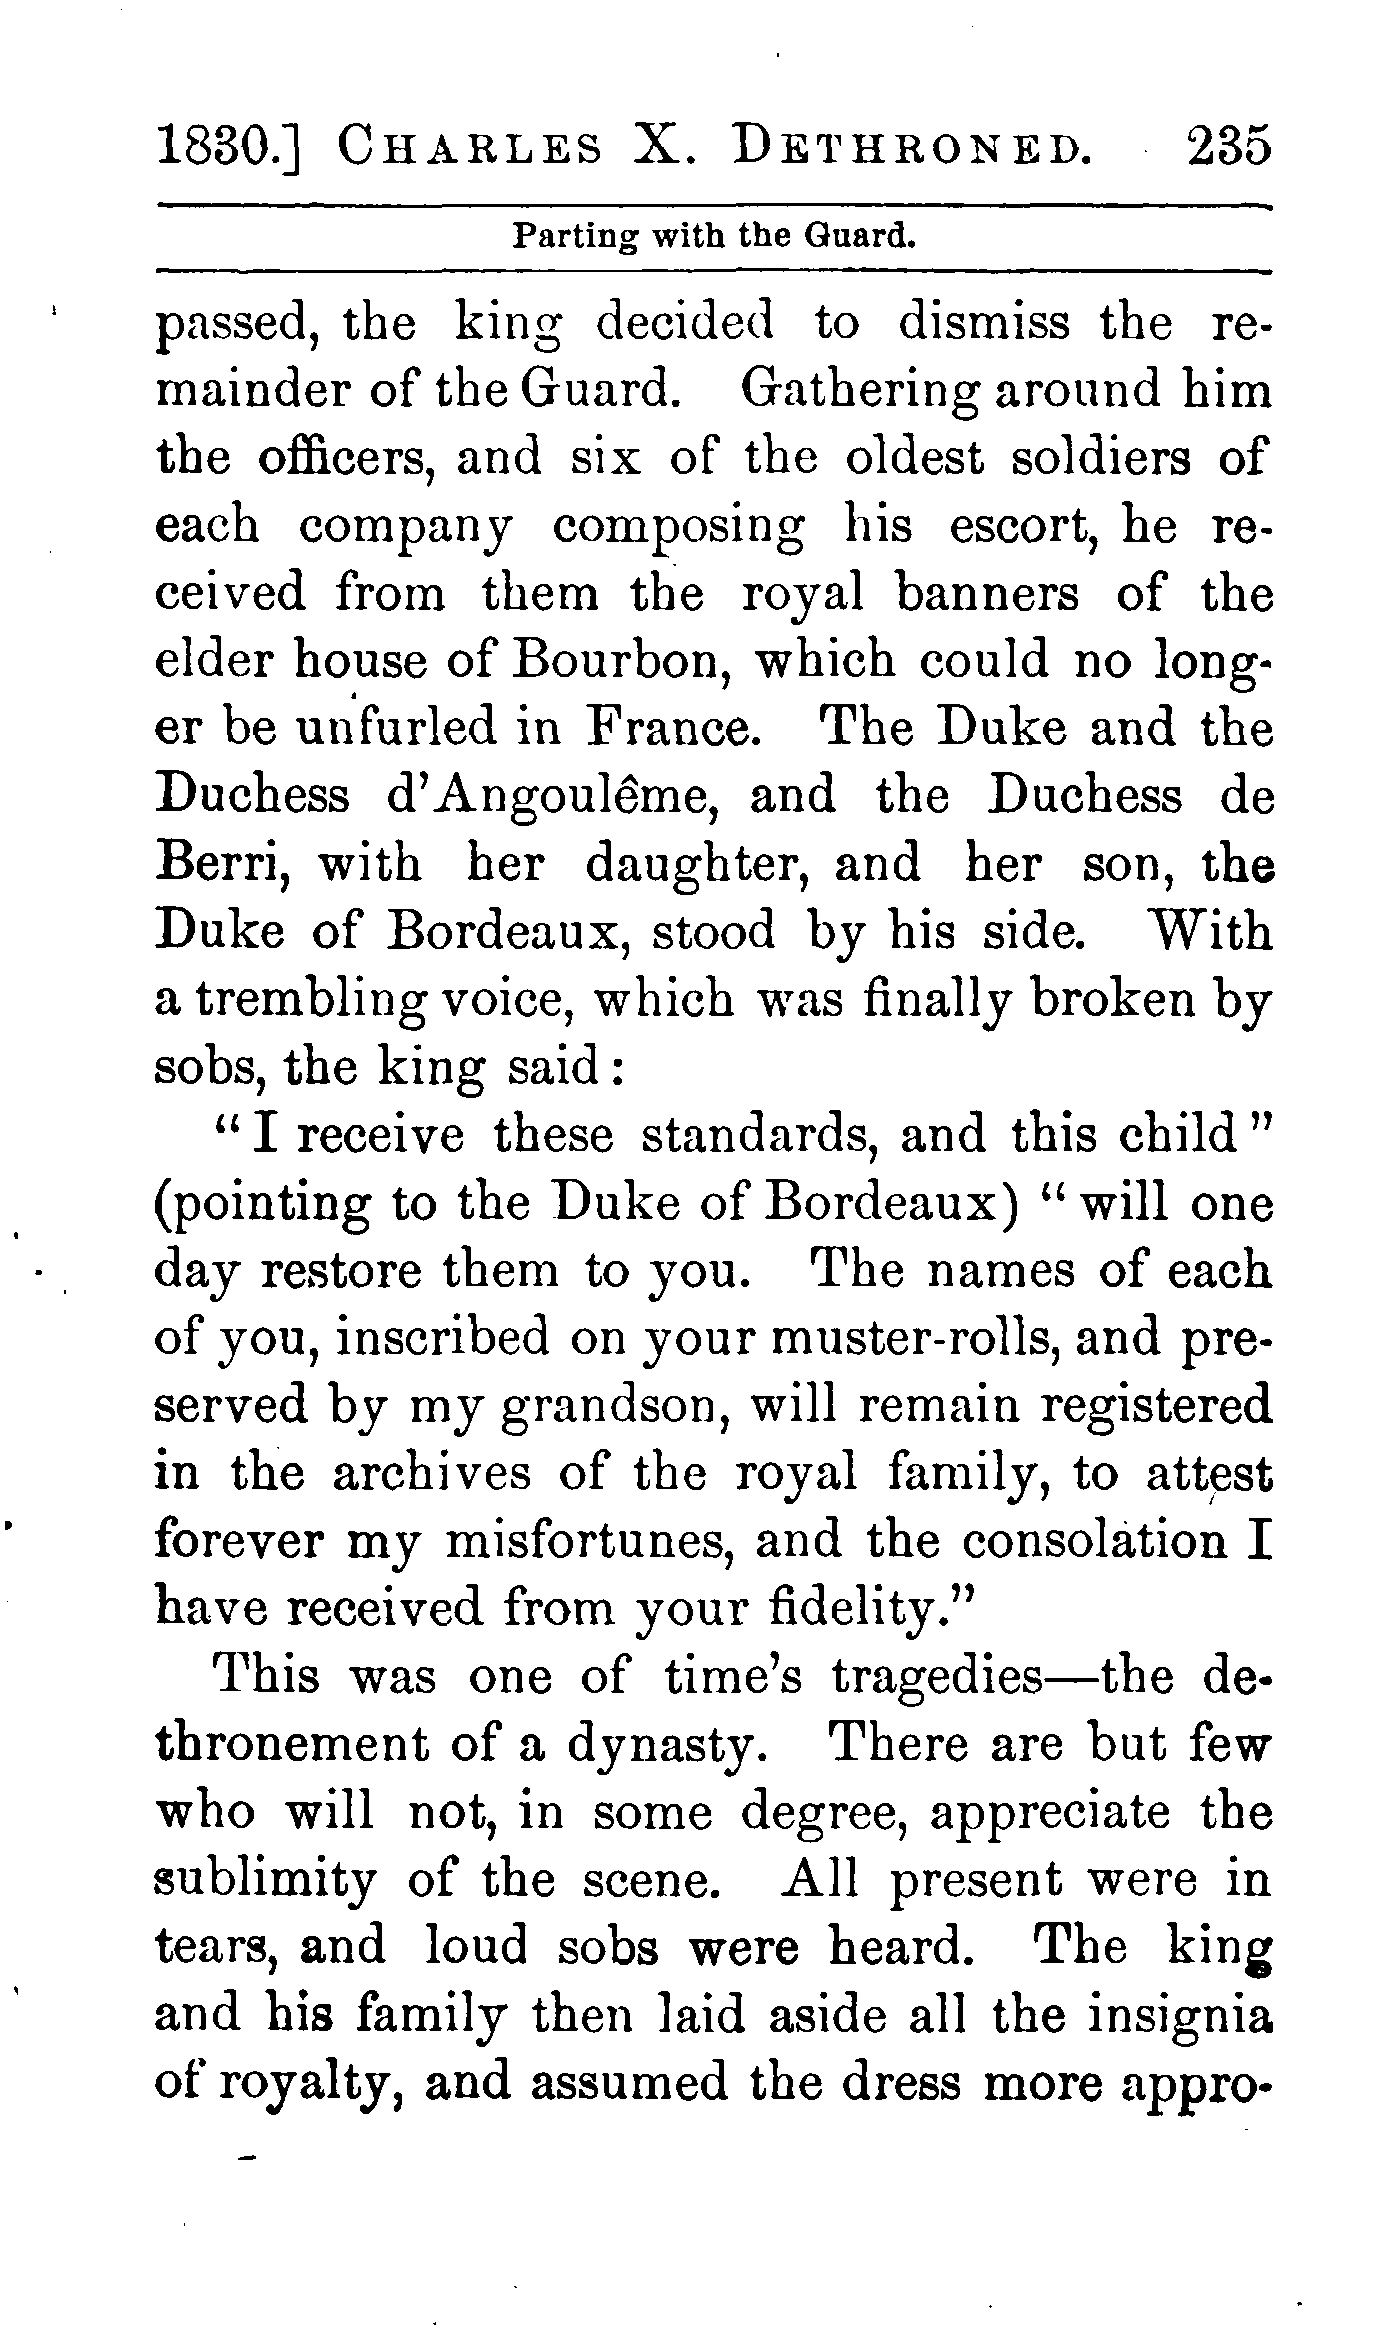 1830.] CHARLES X. DETHRONED. 235
Parting with the Guard.
passed, the king decided to dismiss the re-
mainder of the Guard. Gathering around him
the officers, and six of the oldest soldiers of
each company composing his escort, he re-
ceived from them the royal banners of the
elder house of Bourbon, which could no long-
er be unfurled in France. The Duke and the
Duchess d'Angoulême, and the Duchess de
Berri, with her daughter, and her son, the
Duke of Bordeaux, stood by his side. With
a trembling voice, which was finally broken by
sobs, the king said:
"I receive these standards, and this child"
(pointing to the Duke of Bordeaux) "will one
day restore them to you. The names of each
of you, inscribed on your muster-rolls, and pre-
served by my grandson, will remain registered
in the archives of the royal family, to attest
forever my misfortunes, and the consolation I
have received from your fidelity."
This was one of time's tragedies—the de-
thronement of a dynasty. There are but few
who will not, in some degree, appreciate the
sublimity of the scene. All present were in
tears, and loud sobs were heard. The king
and his family then laid aside all the insignia
of royalty, and assumed the dress more appro-